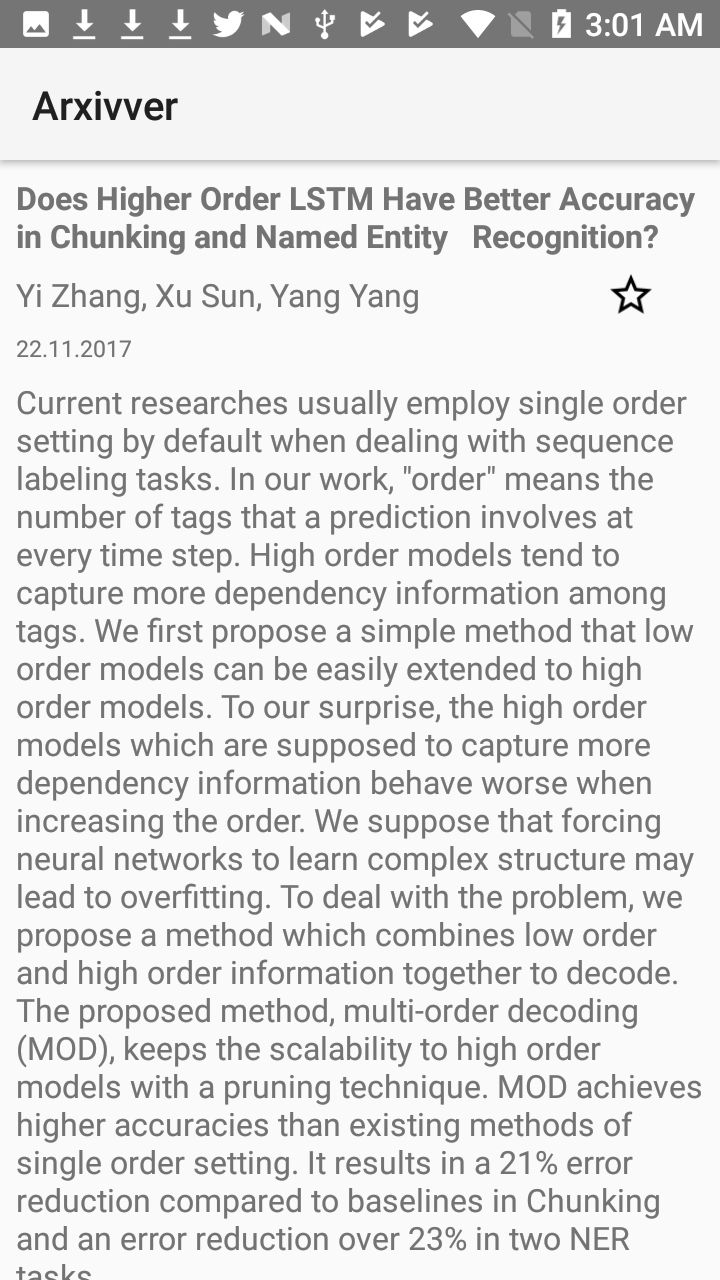 3:01 AM
Arxivver
Does Higher Order LSTM Have Better Accuracy
in Chunking and Named Entity   Recognition?
Yi Zhang, Xu Sun, Yang Yang
22.11.2017
Current researches usually employ single order
setting by default when dealing with sequence
labeling tasks. In our work, "order" means the
number of tags that a prediction involves at
every time step. High order models tend to
capture more dependency information among
tags. We first propose a simple method that low
order models can be easily extended to high
order models. To our surprise, the high order
models which are supposed to capture more
dependency information behave worse when
increasing the order. We suppose that forcing
neural networks to learn complex structure may
lead to overfitting. To deal with the problem, we
propose a method which combines low order
and high order information together to decode.
The proposed method, multi-order decoding
(MOD), keeps the scalability to high order
models with a pruning technique. MOD achieves
higher accuracies than existing methods of
single order setting. It results in a 21% error
reduction compared to baselines in Chunking
and an error reduction over 23% in two NER
tasks